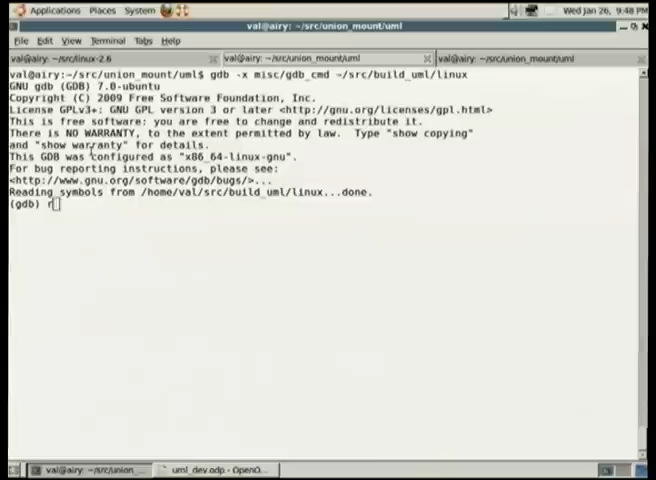 Applications Places System
Wed Jan 26, 9:48 PM
val@airy: ~/src/union_mount/uml
File Edit View Terminal Tabs Help
val@airy: ~/src/linux-2.6
val@airy: ~/src/union_mount/uml
val@airy: ~/src/union_mount/uml
val@airy:~/src/union_mount/uml$ gdb -x misc/gdb_cmd ~/src/build_uml/linux
GNU gdb (GDB) 7.0-ubuntu
Copyright (C) 2009 Free Software Foundation, Inc.
License GPLv3+: GNU GPL version 3 or later <http://gnu.org/licenses/gpl.html>
This is free software: you are free to change and redistribute it.
There is NO WARRANTY, to the extent permitted by law.  Type "show copying"
and "show warranty" for details.
This GDB was configured as "x86_64-linux-gnu".
For bug reporting instructions, please see:
<http://www.gnu.org/software/gdb/bugs/>...
Reading symbols from /home/val/src/build_uml/linux...done.
(gdb) r
val@airy: ~/src/union_...
uml_dev.odp - OpenO...